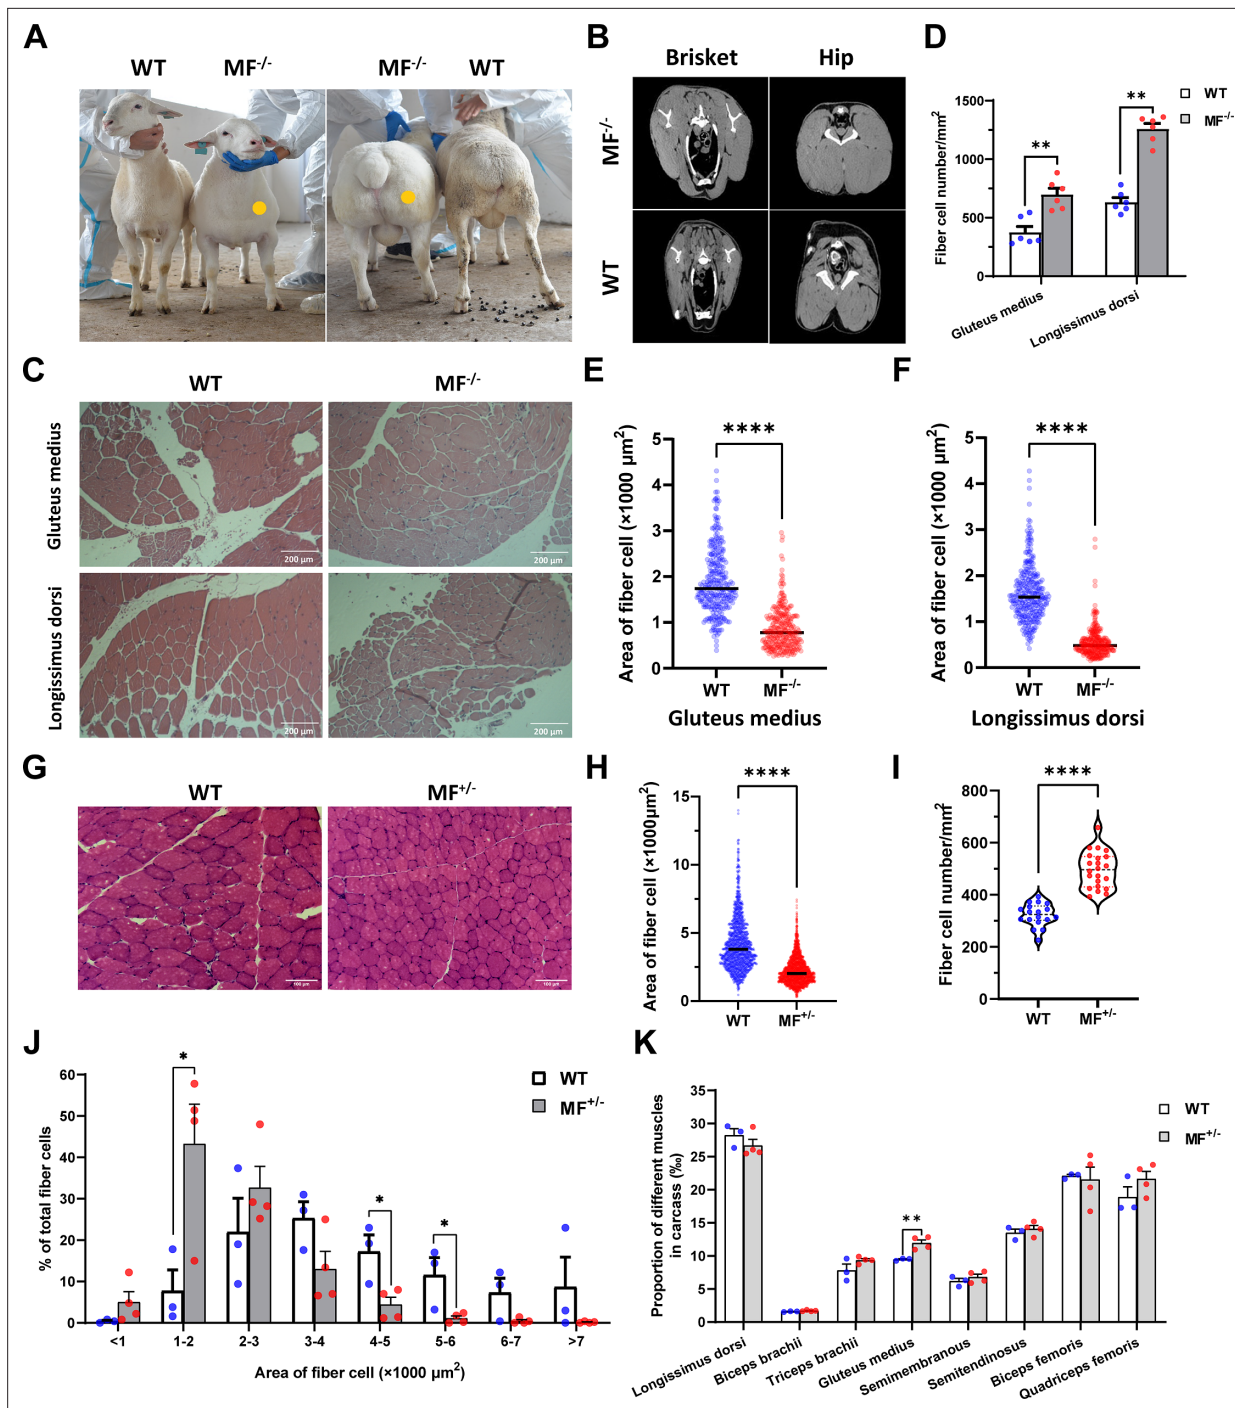 A
WT MF-/- MF-/- WT
B
Brisket Hip
MF-/-
WT
C
WT MF-/-
Gluteus medius
200 µm 200 µm
Longissimus dorsi
200 µm 200 µm
D
Fiber cell number/mm²
1500
1000
500
0
** **
WT
MF-/-
Gluteus medius
Longissimus dorsi
E
Area of fiber cell (×1000 µm²)
5
4
3
2
1
0
****
WT MF-/-
Gluteus medius
F
Area of fiber cell (×1000 µm²)
5
4
3
2
1
0
****
WT MF-/-
Longissimus dorsi
G
WT MF+/-
100 µm 100 µm
H
Area of fiber cell (×1000µm²)
15
10
5
0
****
WT MF+/-
I
Fiber cell number/mm²
800
600
400
200
0
****
WT MF+/-
J
% of total fiber cells
60
50
40
30
20
10
0
* * *
WT
MF+/-
<1 1-2 2-3 3-4 4-5 5-6 6-7 >7
Area of fiber cell (×1000 µm²)
K
Proportion of different muscles
in carcass (‰)
35
30
25
20
15
10
5
0
**
WT
MF+/-
Longissimus dorsi
Biceps brachii
Triceps brachii
Gluteus medius
Semimembranous
Semitendinosus
Biceps femoris
Quadriceps femoris